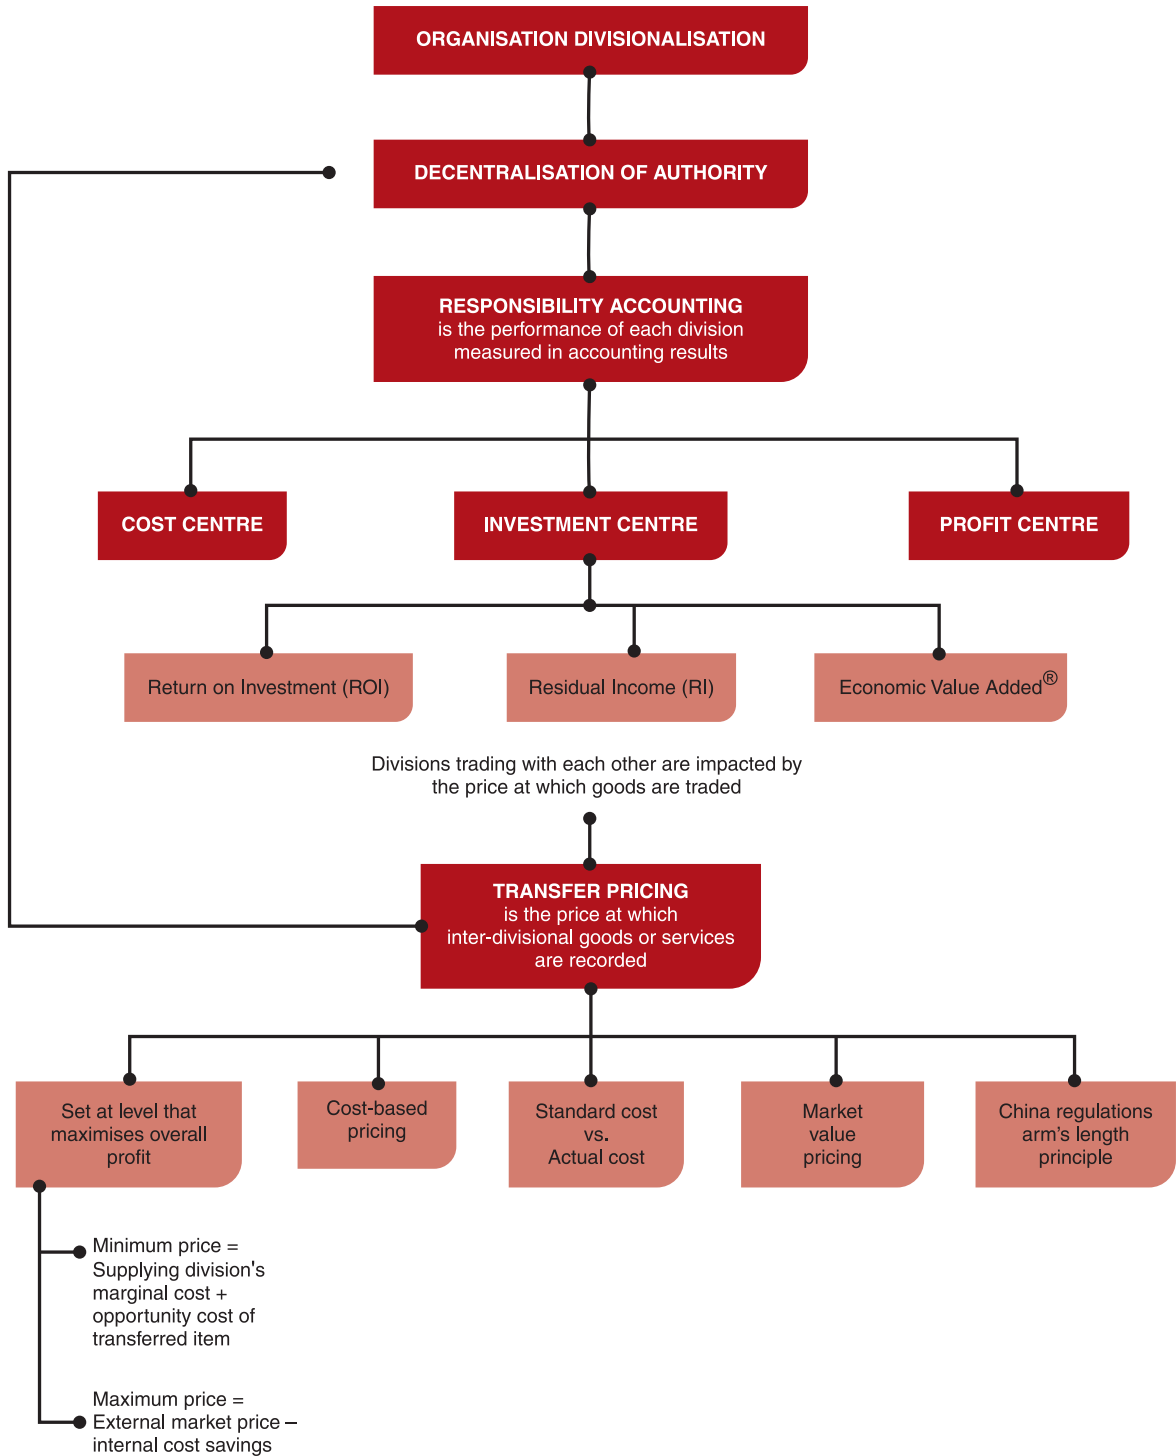 ORGANISATION DIVISIONALISATION
DECENTRALISATION OF AUTHORITY
RESPONSIBILITY ACCOUNTING
is the performance of each division
measured in accounting results
COST CENTRE
INVESTMENT CENTRE
PROFIT CENTRE
Return on Investment (ROI)
Residual Income (RI)
Economic Value Added®
Divisions trading with each other are impacted by
the price at which goods are traded
TRANSFER PRICING
is the price at which
inter-divisional goods or services
are recorded
Set at level that
maximises overall
profit
Cost-based
pricing
Standard cost
vs.
Actual cost
Market
value
pricing
China regulations
arm's length
principle
Minimum price =
Supplying division's
marginal cost +
opportunity cost of
transferred item
Maximum price =
External market price –
internal cost savings